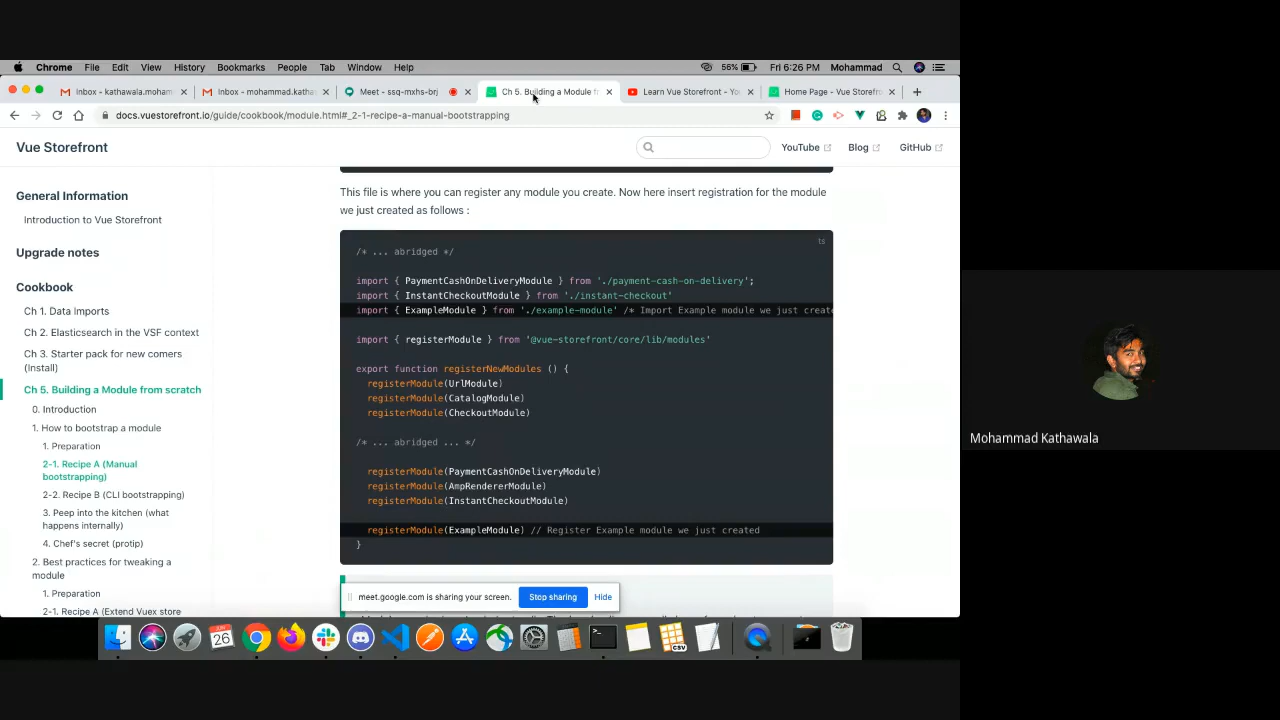 Chrome File Edit View History Bookmarks People Tab Window Help 56% Fri 6:26 PM Mohammad
Inbox - kathawala.moham
Inbox - mohammad.katha
Meet - ssq-mxhs-brj
Ch 5. Building a Module f
Learn Vue Storefront - Yo
Home Page - Vue Storefr
docs.vuestorefront.io/guide/cookbook/module.html#_2-1-recipe-a-manual-bootstrapping
Vue Storefront
YouTube
Blog
GitHub
General Information
Introduction to Vue Storefront
Upgrade notes
Cookbook
Ch 1. Data Imports
Ch 2. Elasticsearch in the VSF context
Ch 3. Starter pack for new comers
(Install)
Ch 5. Building a Module from scratch
0. Introduction
1. How to bootstrap a module
1. Preparation
2-1. Recipe A (Manual
bootstrapping)
2-2. Recipe B (CLI bootstrapping)
3. Peep into the kitchen (what
happens internally)
4. Chef's secret (protip)
2. Best practices for tweaking a
module
1. Preparation
2-1. Recipe A (Extend Vuex store
This file is where you can register any module you create. Now here insert registration for the module
we just created as follows :
ts
/* ... abridged */
import { PaymentCashOnDeliveryModule } from './payment-cash-on-delivery';
import { InstantCheckoutModule } from './instant-checkout'
import { ExampleModule } from './example-module' /* Import Example module we just create
import { registerModule } from '@vue-storefront/core/lib/modules'
export function registerNewModules () {
registerModule(UrlModule)
registerModule(CatalogModule)
registerModule(CheckoutModule)
/* ... abridged ... */
registerModule(PaymentCashOnDeliveryModule)
registerModule(AmpRendererModule)
registerModule(InstantCheckoutModule)
registerModule(ExampleModule) // Register Example module we just created
}
meet.google.com is sharing your screen.
Stop sharing
Hide
JUN
26
CSV
Mohammad Kathawala